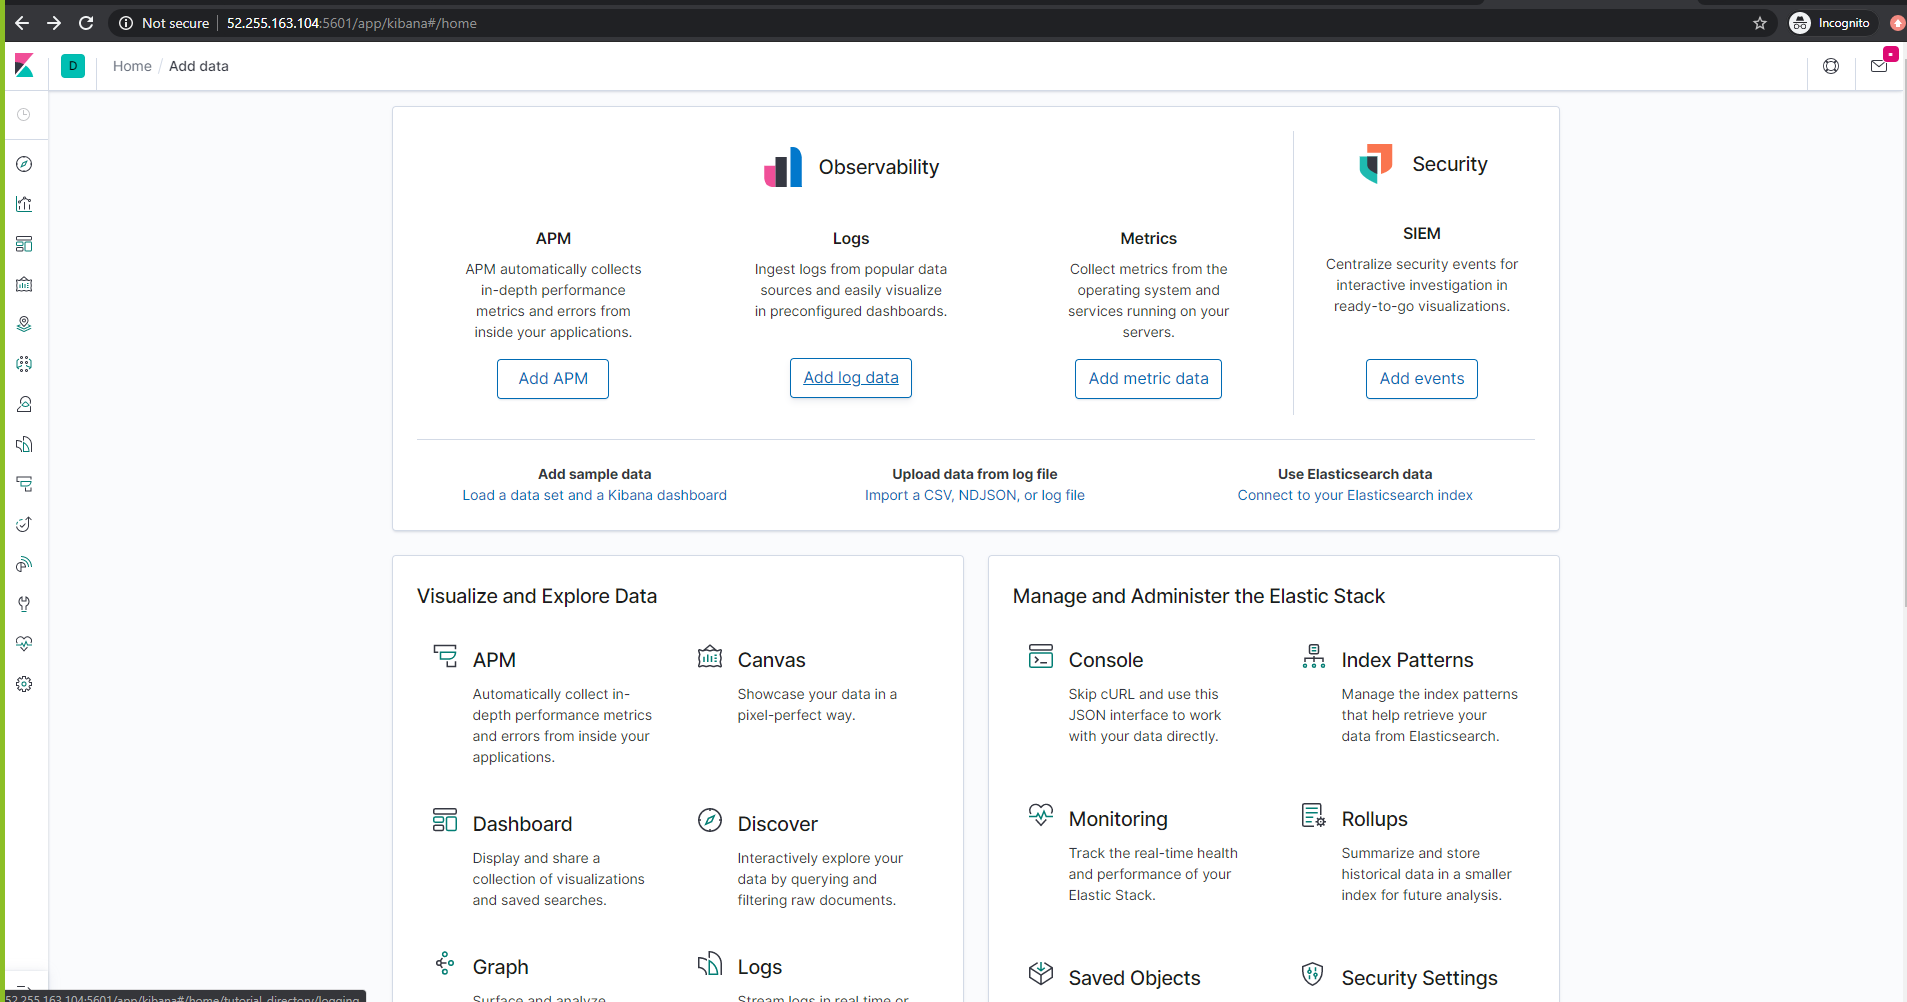 Not secure 52.255.163.104:5601/app/kibana#/home
Incognito
D Home / Add data
Observability
Security
APM
APM automatically collects
in-depth performance
metrics and errors from
inside your applications.
Add APM
Logs
Ingest logs from popular data
sources and easily visualize
in preconfigured dashboards.
Add log data
Metrics
Collect metrics from the
operating system and
services running on your
servers.
Add metric data
SIEM
Centralize security events for
interactive investigation in
ready-to-go visualizations.
Add events
Add sample data
Load a data set and a Kibana dashboard
Upload data from log file
Import a CSV, NDJSON, or log file
Use Elasticsearch data
Connect to your Elasticsearch index
Visualize and Explore Data
APM
Automatically collect in-
depth performance metrics
and errors from inside your
applications.
Canvas
Showcase your data in a
pixel-perfect way.
Dashboard
Display and share a
collection of visualizations
and saved searches.
Discover
Interactively explore your
data by querying and
filtering raw documents.
Graph
Surface and analyze
Logs
Stream logs in real time or
Manage and Administer the Elastic Stack
Console
Skip cURL and use this
JSON interface to work
with your data directly.
Index Patterns
Manage the index patterns
that help retrieve your
data from Elasticsearch.
Monitoring
Track the real-time health
and performance of your
Elastic Stack.
Rollups
Summarize and store
historical data in a smaller
index for future analysis.
Saved Objects
Security Settings
52.255.163.104:5601/app/kibana#/home/tutorial_directory/logging